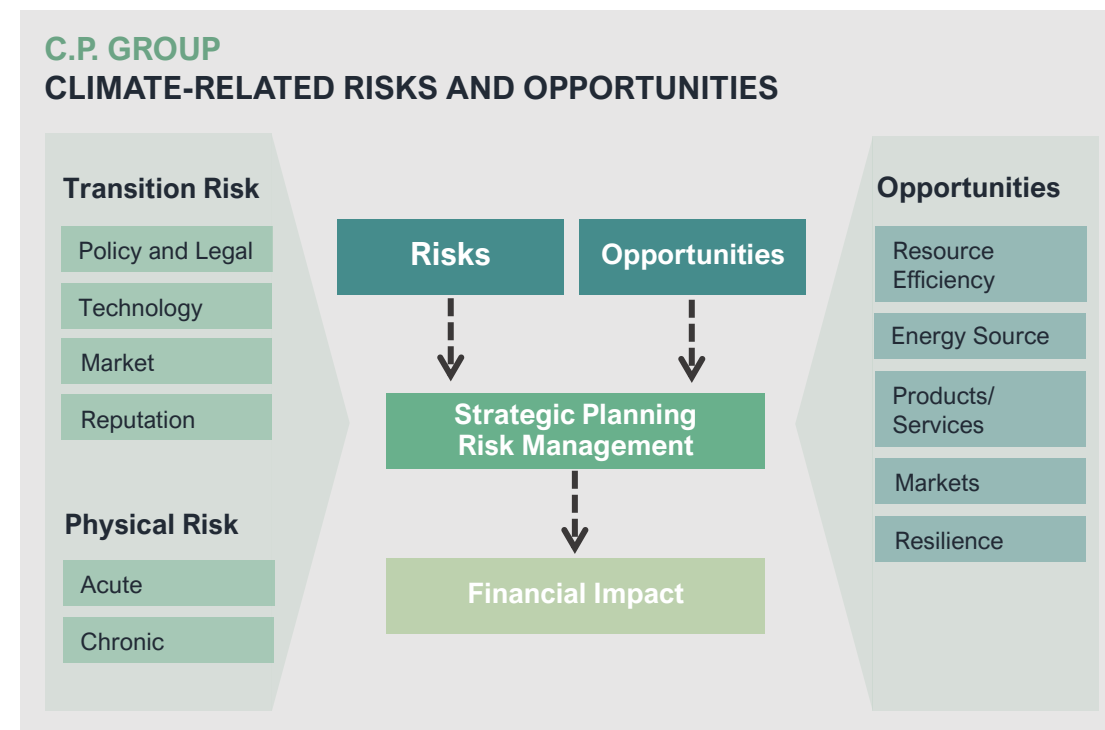 C.P. GROUP
CLIMATE-RELATED RISKS AND OPPORTUNITIES
Transition Risk
Policy and Legal
Technology
Market
Reputation
Physical Risk
Acute
Chronic
Risks
Opportunities
Strategic Planning
Risk Management
Financial Impact
Opportunities
Resource
Efficiency
Energy Source
Products/
Services
Markets
Resilience